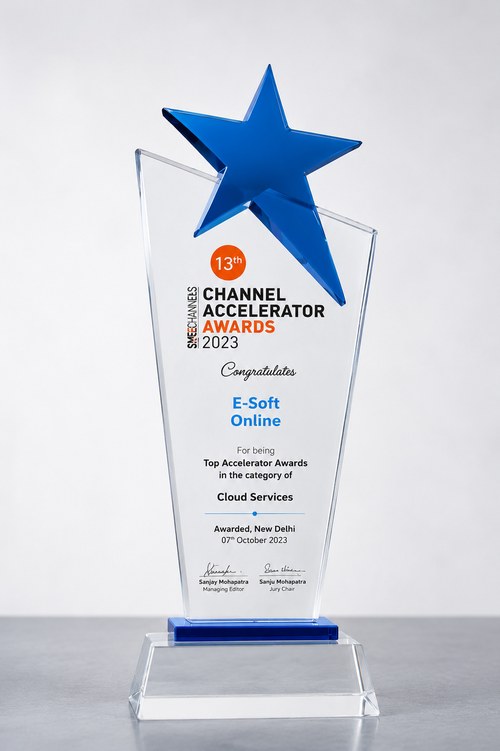 13th
SMECHANNELS
CHANNEL
ACCELERATOR
AWARDS
2023
Congratulates
E-Soft
Online
For being
Top Accelerator Awards
in the category of
Cloud Services
Awarded, New Delhi
07th October 2023
Sanjay Mohapatra
Managing Editor
Sanju Mohapatra
Jury Chair